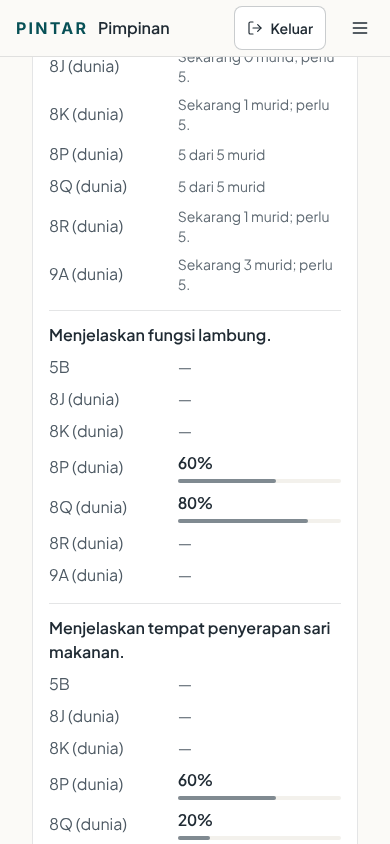 PINTAR Pimpinan
Keluar
8J (dunia)
Sekarang 0 murid; perlu
5.
8K (dunia)
Sekarang 1 murid; perlu
5.
8P (dunia)
5 dari 5 murid
8Q (dunia)
5 dari 5 murid
8R (dunia)
Sekarang 1 murid; perlu
5.
9A (dunia)
Sekarang 3 murid; perlu
5.
Menjelaskan fungsi lambung.
5B
—
8J (dunia)
—
8K (dunia)
—
8P (dunia)
60%
8Q (dunia)
80%
8R (dunia)
—
9A (dunia)
—
Menjelaskan tempat penyerapan sari
makanan.
5B
—
8J (dunia)
—
8K (dunia)
—
8P (dunia)
60%
8Q (dunia)
20%